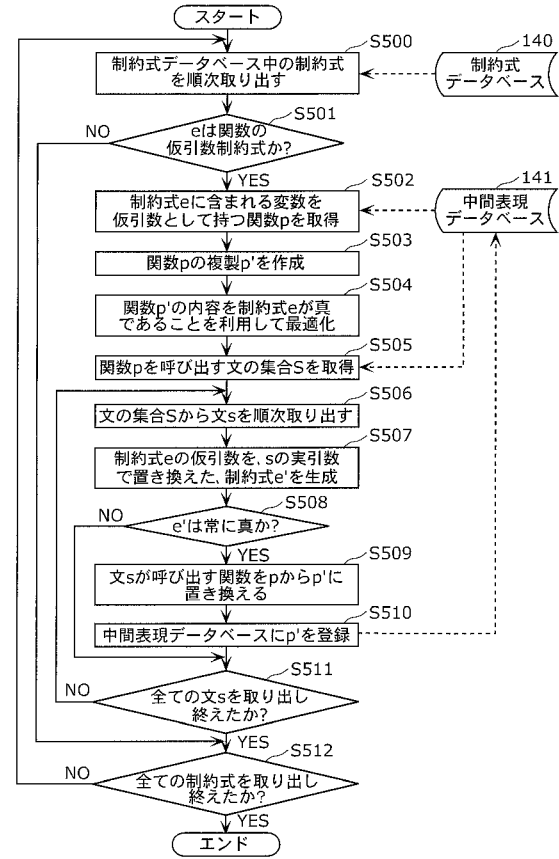 スタート
S500
制約式データベース中の制約式
を順次取り出す
140
制約式
データベース
S501
eは関数の
仮引数制約式か?
NO
YES
S502
制約式eに含まれる変数を
仮引数として持つ関数pを取得
141
中間表現
データベース
S503
関数pの複製p'を作成
S504
関数p'の内容を制約式eが真
であることを利用して最適化
S505
関数pを呼び出す文の集合Sを取得
S506
文の集合Sから文sを順次取り出す
S507
制約式eの仮引数を、sの実引数
で置き換えた、制約式e'を生成
S508
e'は常に真か?
NO
YES
S509
文sが呼び出す関数をpからp'に
置き換える
S510
中間表現データベースにp'を登録
S511
全ての文sを取り出し
終えたか?
NO
YES
S512
全ての制約式を取り出し
終えたか?
NO
YES
エンド